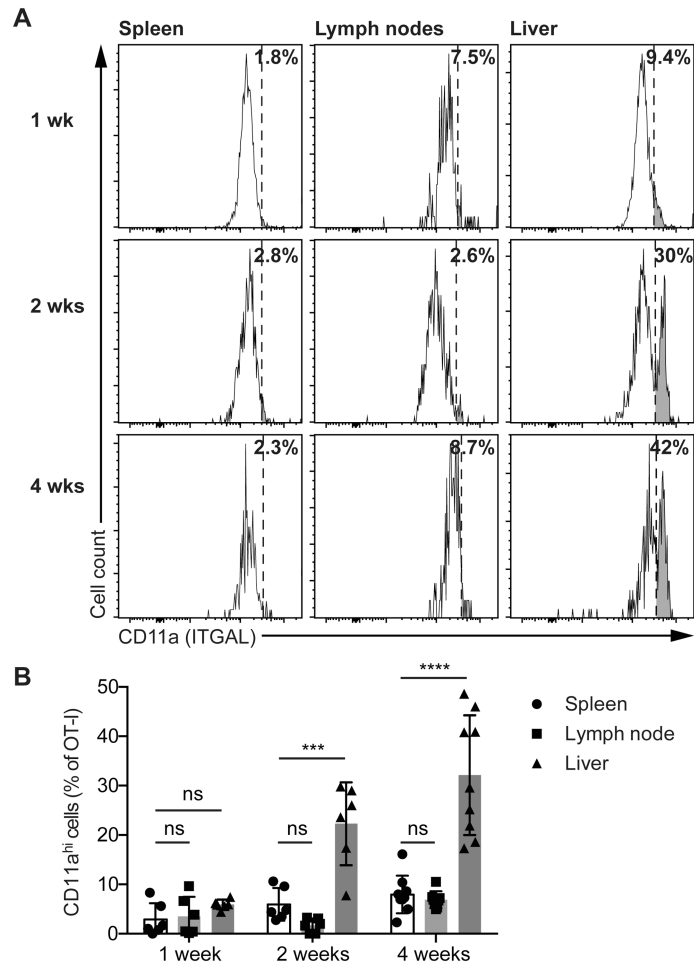 A
Spleen Lymph nodes Liver
1 wk 1.8% 7.5% 9.4%
2 wks 2.8% 2.6% 30%
4 wks 2.3% 8.7% 42%
Cell count
CD11a (ITGAL)
B
CD11ahi cells (% of OT-I)
50
40
30
20
10
0
ns
ns
ns
***
ns
****
1 week 2 weeks 4 weeks
Spleen
Lymph node
Liver